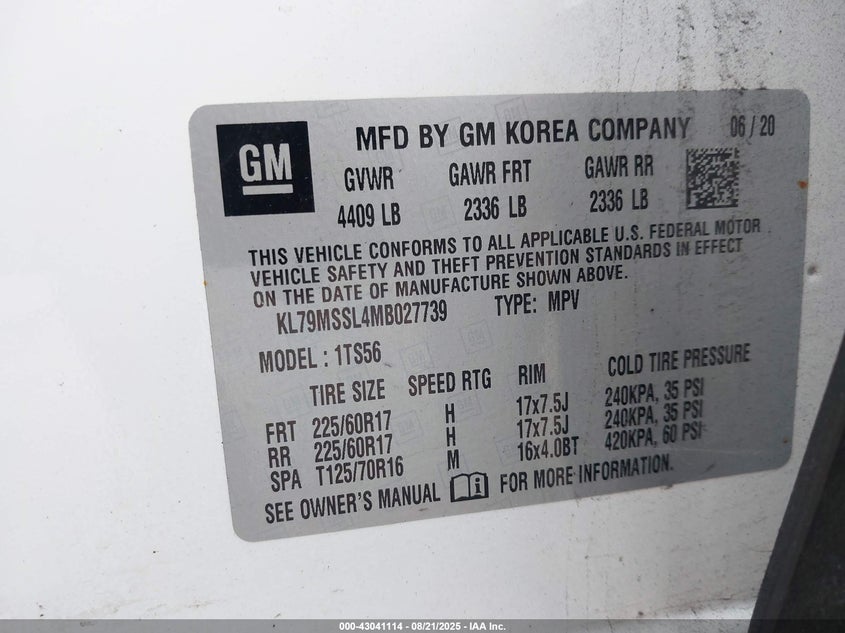 GM
MFD BY GM KOREA COMPANY 06/20
GVWR GAWR FRT GAWR RR
4409 LB 2336 LB 2336 LB
THIS VEHICLE CONFORMS TO ALL APPLICABLE U.S. FEDERAL MOTOR
VEHICLE SAFETY AND THEFT PREVENTION STANDARDS IN EFFECT
ON THE DATE OF MANUFACTURE SHOWN ABOVE.
KL79MSSL4MB027739 TYPE: MPV
MODEL : 1TS56
TIRE SIZE SPEED RTG RIM COLD TIRE PRESSURE
FRT 225/60R17 H 17x7.5J 240KPA, 35 PSI
RR 225/60R17 H 17x7.5J 240KPA, 35 PSI
SPA T125/70R16 M 16x4.0BT 420KPA, 60 PSI
SEE OWNER'S MANUAL i FOR MORE INFORMATION.
000-43041114 - 08/21/2025 - IAA Inc.